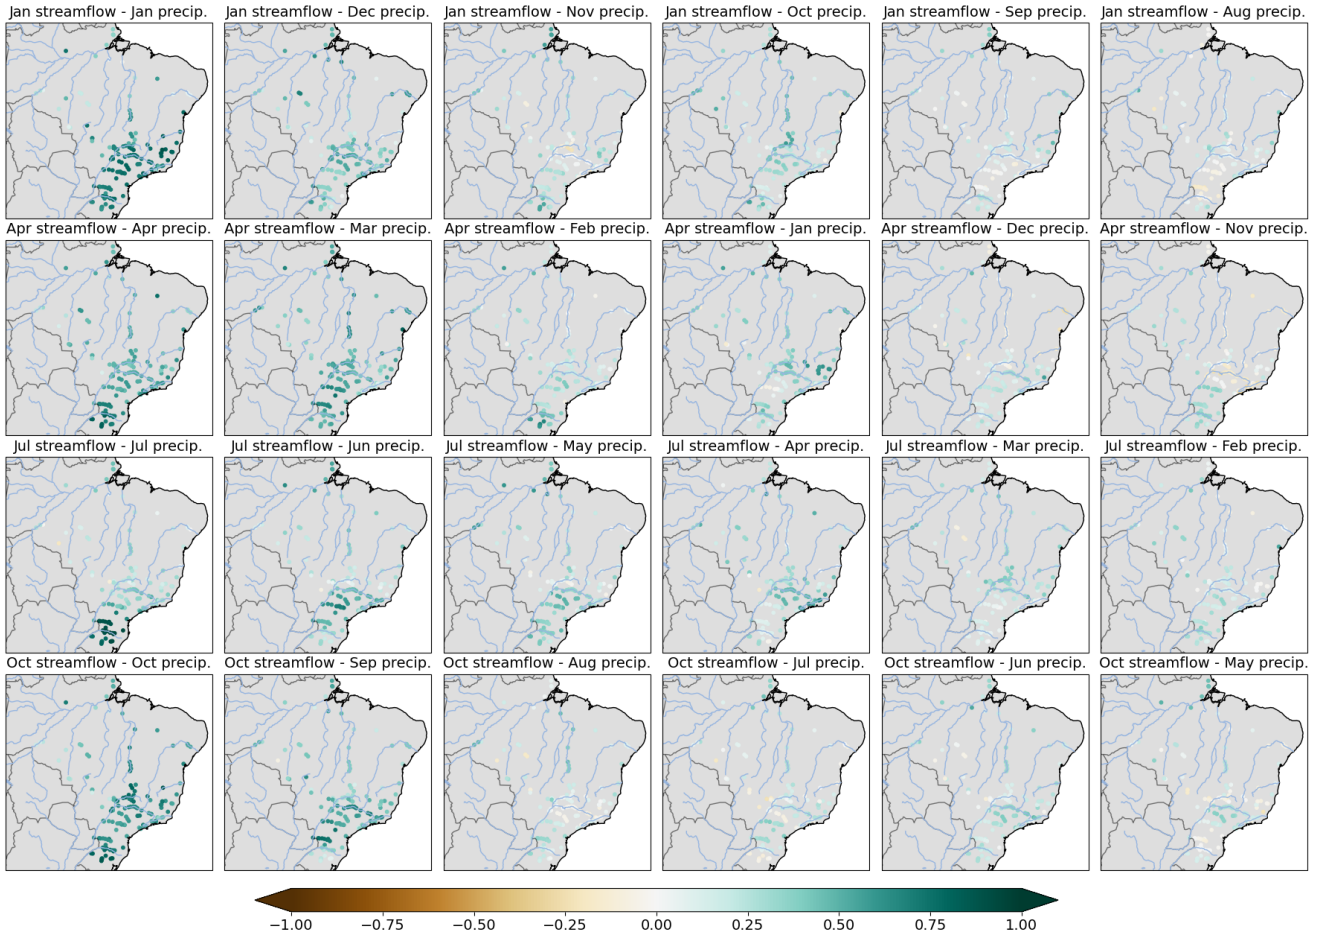 Jan streamflow - Jan precip. Jan streamflow - Dec precip. Jan streamflow - Nov precip. Jan streamflow - Oct precip. Jan streamflow - Sep precip. Jan streamflow - Aug precip.
Apr streamflow - Apr precip. Apr streamflow - Mar precip. Apr streamflow - Feb precip. Apr streamflow - Jan precip. Apr streamflow - Dec precip. Apr streamflow - Nov precip.
Jul streamflow - Jul precip. Jul streamflow - Jun precip. Jul streamflow - May precip. Jul streamflow - Apr precip. Jul streamflow - Mar precip. Jul streamflow - Feb precip.
Oct streamflow - Oct precip. Oct streamflow - Sep precip. Oct streamflow - Aug precip. Oct streamflow - Jul precip. Oct streamflow - Jun precip. Oct streamflow - May precip.
−1.00 −0.75 −0.50 −0.25 0.00 0.25 0.50 0.75 1.00